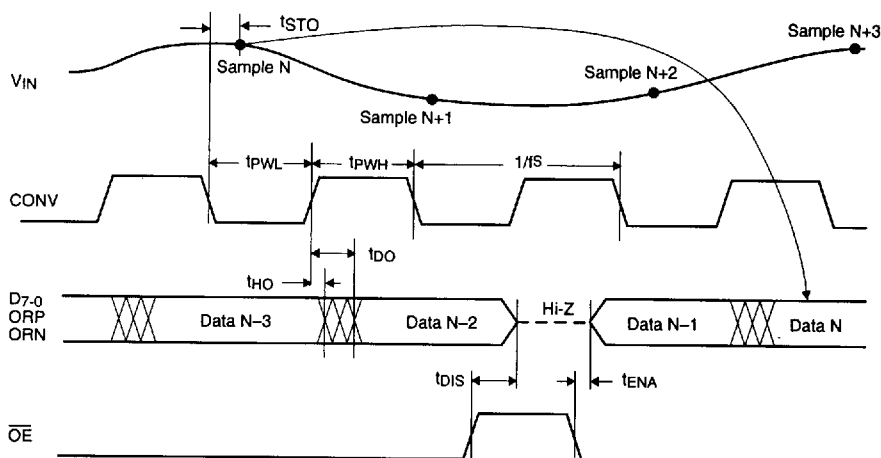 tSTO
Sample N+3
Sample N
Sample N+2
VIN
Sample N+1
tPWL
tPWH
1/fS
CONV
tDO
tHO
D7-0
ORP
ORN
Data N–3
Data N–2
Hi-Z
Data N–1
Data N
tDIS
tENA
OE